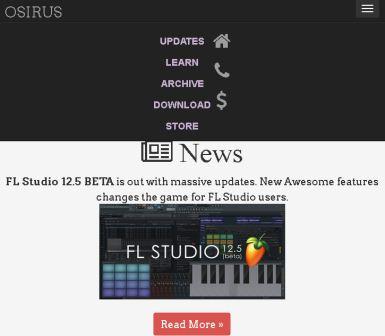 OSIRUS
UPDATES
LEARN
ARCHIVE
DOWNLOAD
STORE
News
FL Studio 12.5 BETA is out with massive updates. New Awesome features
changes the game for FL Studio users.
FL STUDIO 12.5
[beta]
Read More »